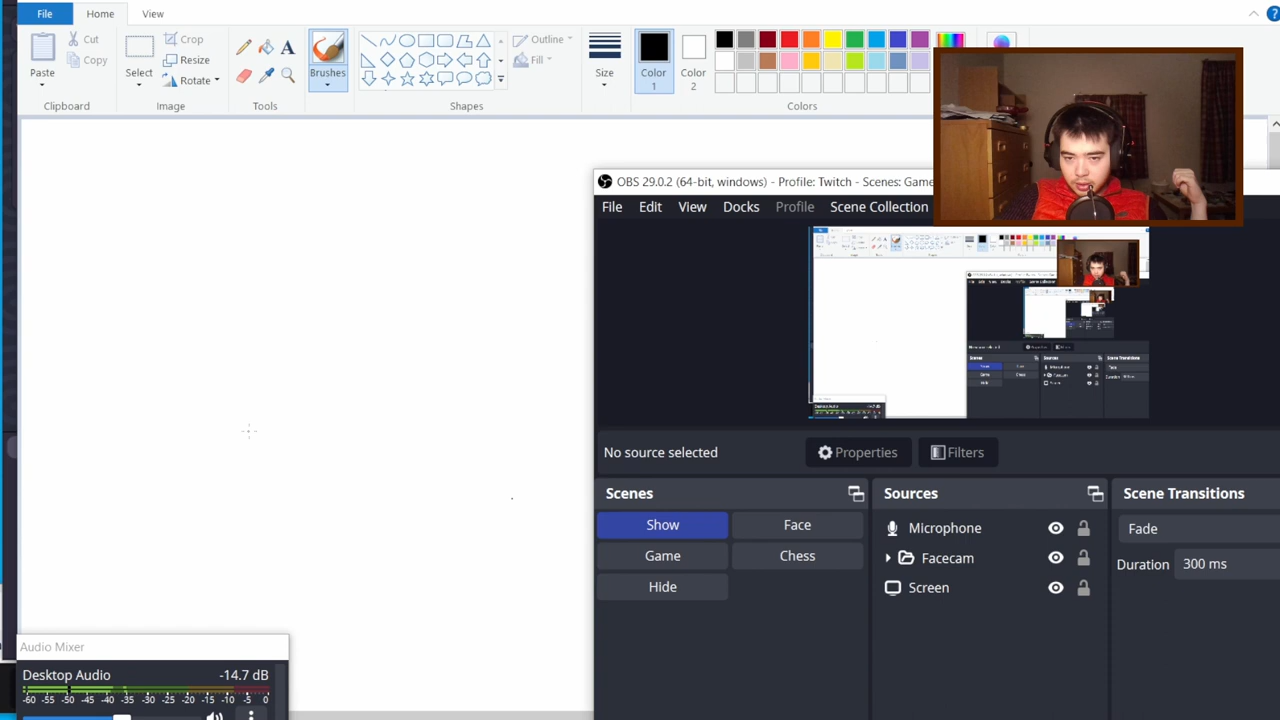 File Home View
Cut
Copy
Paste
Clipboard
Select
Crop
Resize
Rotate
Image
A
Tools
Brushes
Outline
Fill
Shapes
Size
Color
1
Color
2
Colors
OBS 29.0.2 (64-bit, windows) - Profile: Twitch - Scenes: Game
File Edit View Docks Profile Scene Collection
No source selected
Properties
Filters
Scenes
Show
Face
Game
Chess
Hide
Sources
Microphone
Facecam
Screen
Scene Transitions
Fade
Duration 300 ms
Audio Mixer
Desktop Audio -14.7 dB
-60 -55 -50 -45 -40 -35 -30 -25 -20 -15 -10 -5 0